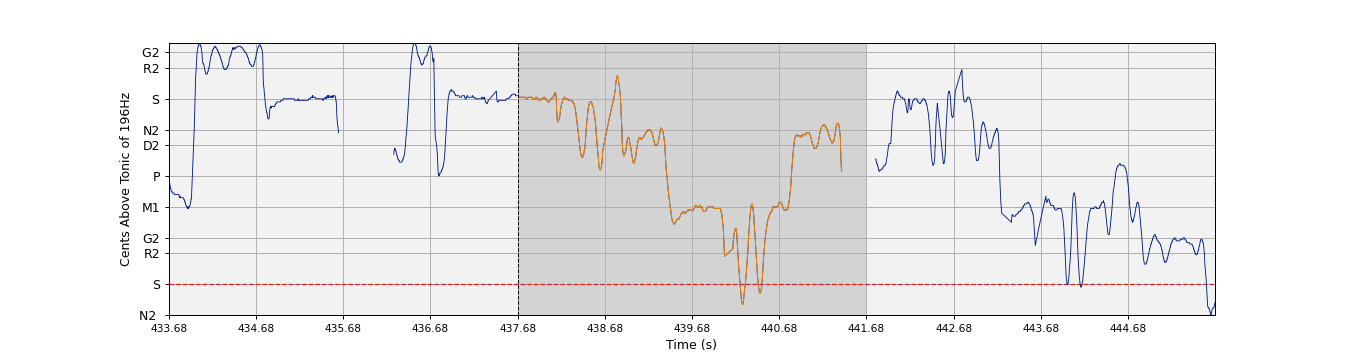 Cents Above Tonic of 196Hz
G2
R2
S
N2
D2
P
M1
G2
R2
S
N2
433.68 434.68 435.68 436.68 437.68 438.68 439.68 440.68 441.68 442.68 443.68 444.68
Time (s)